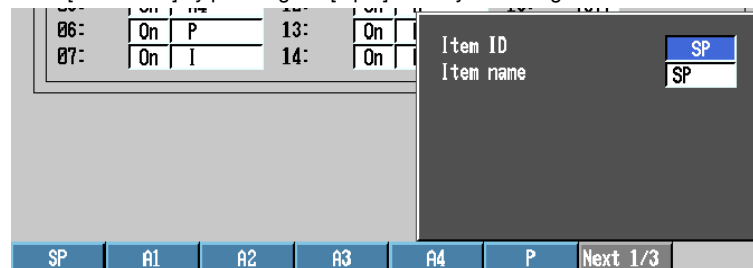 06: On P 13: On
07: On I 14: On
Item ID SP
Item name SP
SP A1 A2 A3 A4 P Next 1/3